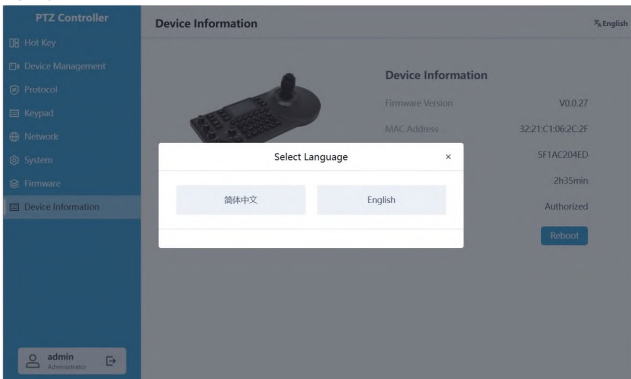 PTZ Controller
Device Information
English
Hot Key
Device Management
Protocol
Keypad
Network
System
Firmware
Device Information
Device Information
Firmware Version
V0.0.27
MAC Address
32:21:C1:06:2C:2F
5F1AC204ED
2h35min
Authorized
Reboot
Select Language
×
简体中文
English
admin
Administrator